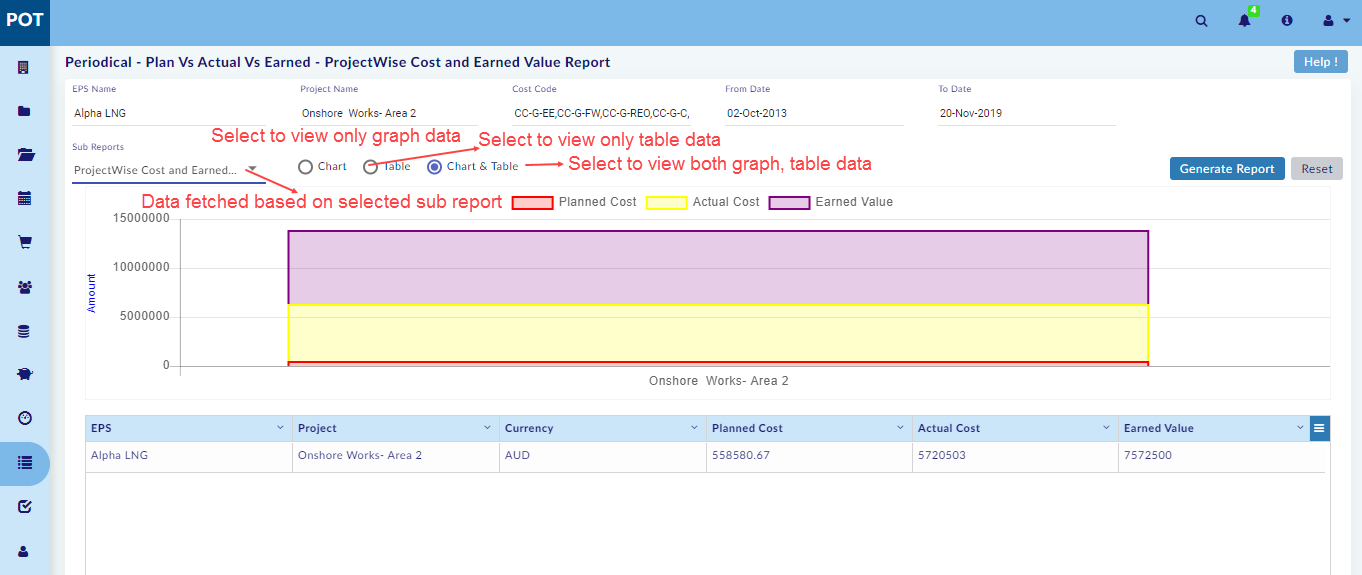 POT
4
Periodical - Plan Vs Actual Vs Earned - ProjectWise Cost and Earned Value Report
Help !
EPS Name
Project Name
Cost Code
From Date
To Date
Alpha LNG
Onshore Works- Area 2
CC-G-EE,CC-G-FW,CC-G-REO,CC-G-C,
02-Oct-2013
20-Nov-2019
Select to view only graph data
Select to view only table data
Sub Reports
Select to view both graph, table data
ProjectWise Cost and Earned...
Chart
Table
Chart & Table
Generate Report
Reset
Data fetched based on selected sub report
Planned Cost
Actual Cost
Earned Value
15000000
10000000
5000000
0
Amount
Onshore Works- Area 2
EPS
Project
Currency
Planned Cost
Actual Cost
Earned Value
Alpha LNG
Onshore Works- Area 2
AUD
558580.67
5720503
7572500